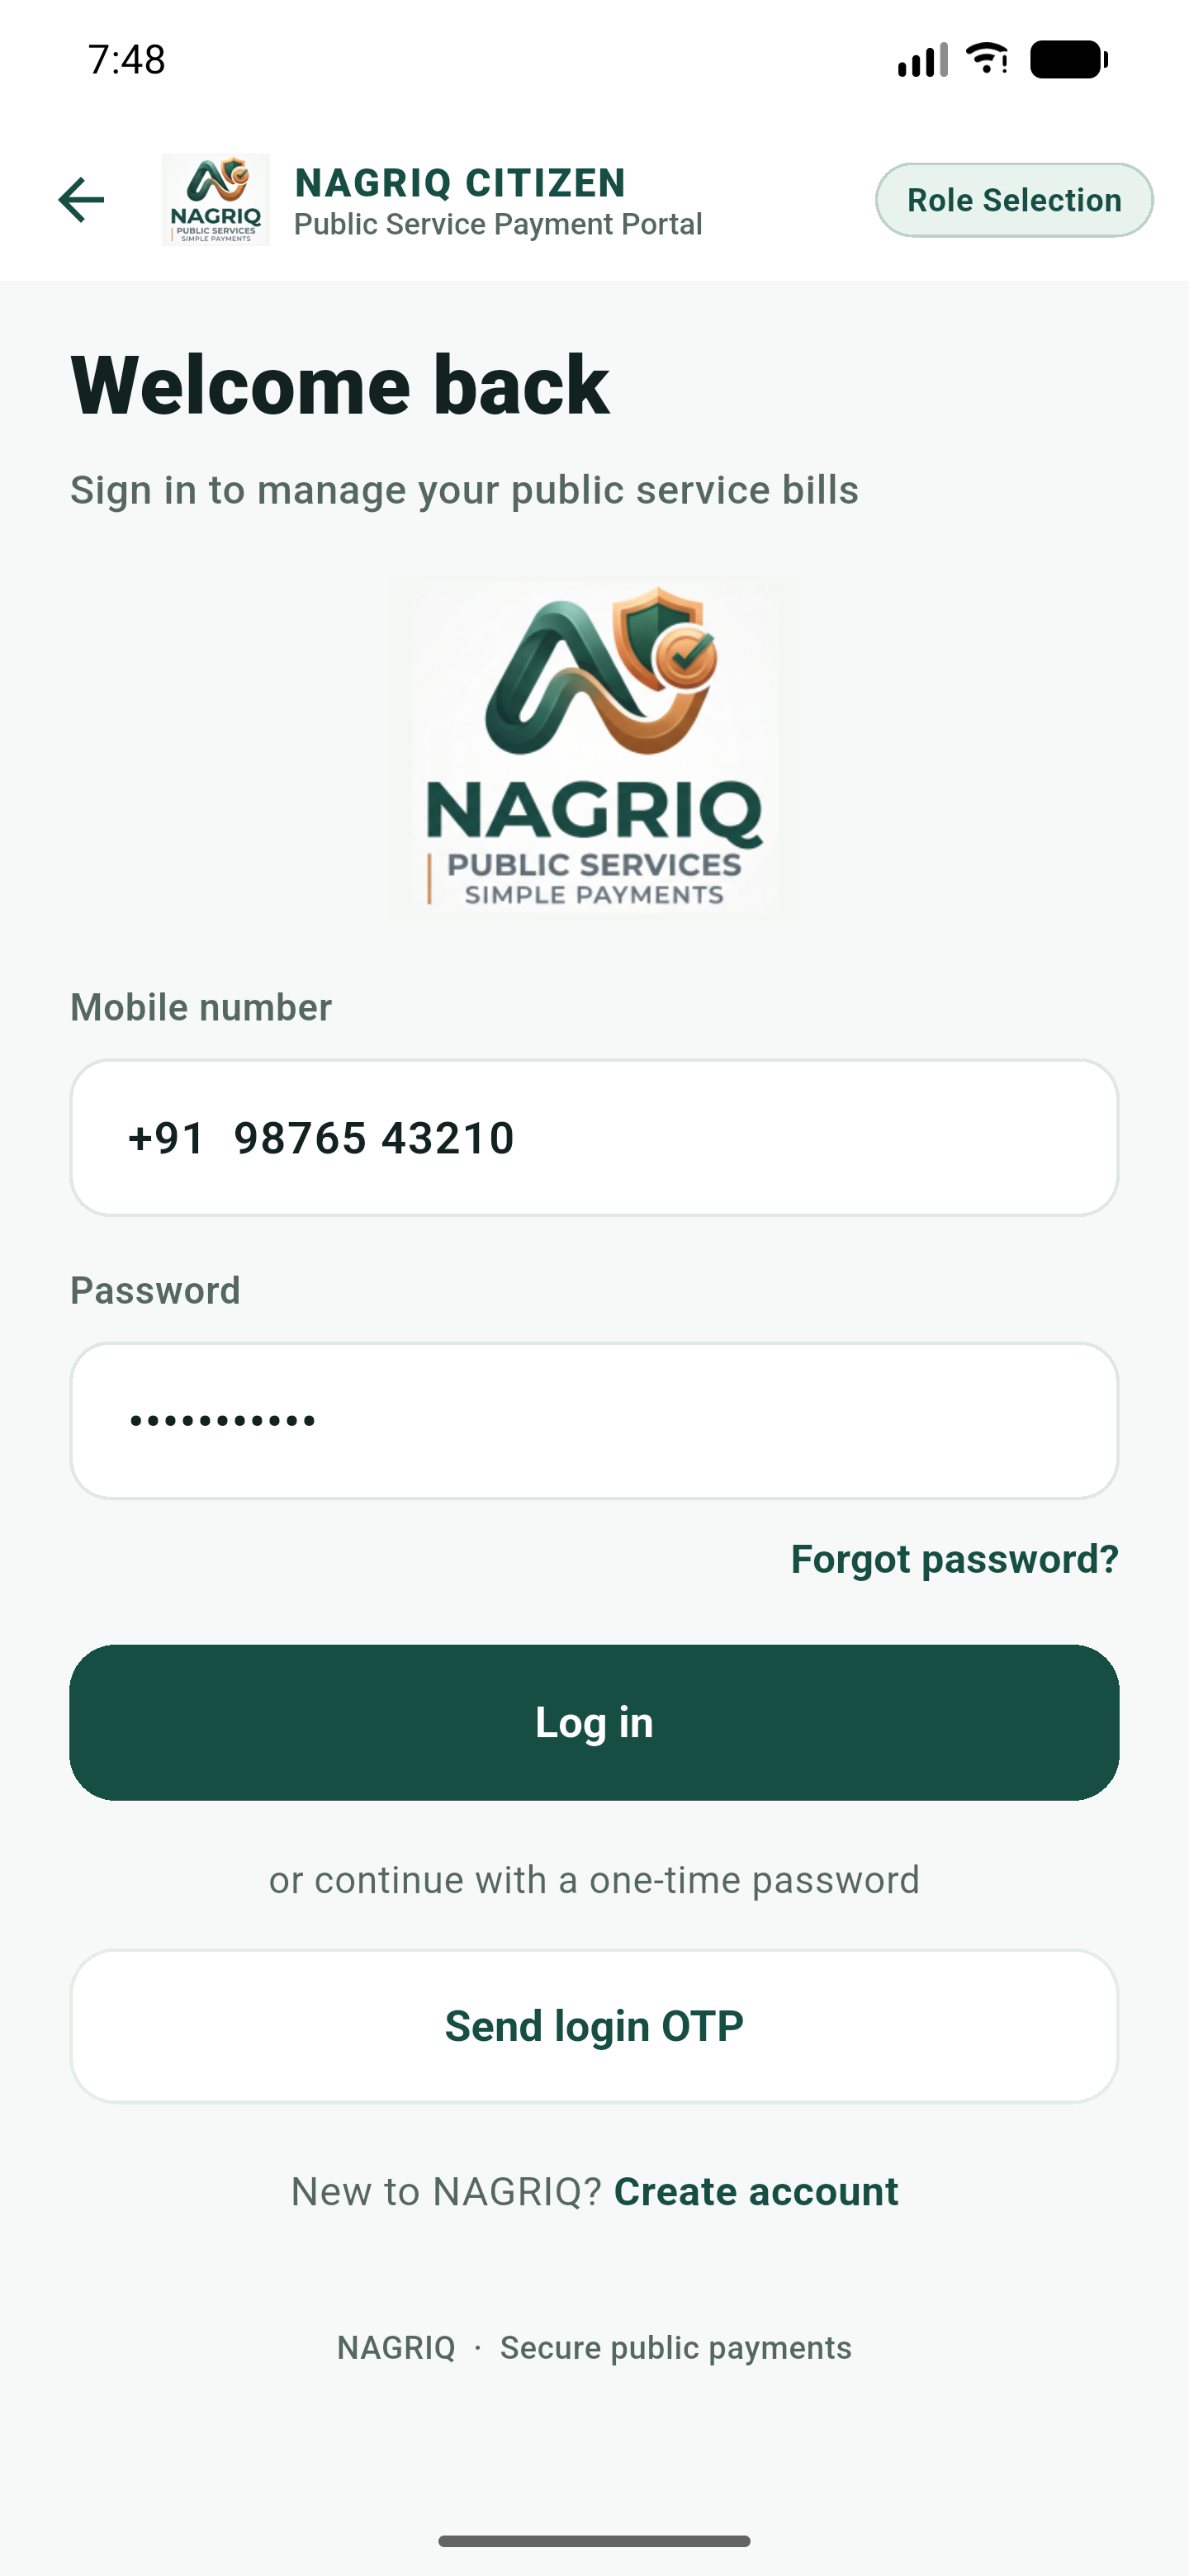 7:48
NAGRIQ
PUBLIC SERVICES
SIMPLE PAYMENTS
NAGRIQ CITIZEN
Public Service Payment Portal
Role Selection
Welcome back
Sign in to manage your public service bills
NAGRIQ
PUBLIC SERVICES
SIMPLE PAYMENTS
Mobile number
+91 98765 43210
Password
•••••••••••
Forgot password?
Log in
or continue with a one-time password
Send login OTP
New to NAGRIQ? Create account
NAGRIQ · Secure public payments